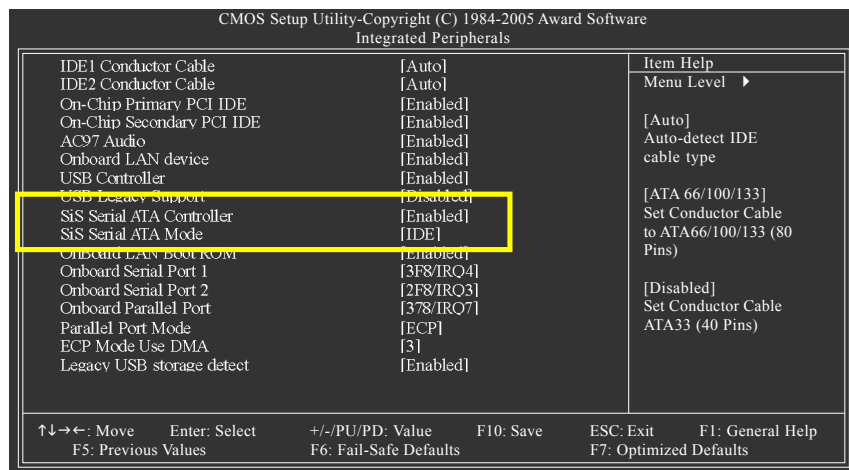 CMOS Setup Utility-Copyright (C) 1984-2005 Award Software
Integrated Peripherals
IDE1 Conductor Cable [Auto]
IDE2 Conductor Cable [Auto]
On-Chip Primary PCI IDE [Enabled]
On-Chip Secondary PCI IDE [Enabled]
AC97 Audio [Enabled]
Onboard LAN device [Enabled]
USB Controller [Enabled]
USB Legacy Support [Disabled]
SiS Serial ATA Controller [Enabled]
SiS Serial ATA Mode [IDE]
OnBoard LAN Boot ROM [Enabled]
Onboard Serial Port 1 [3F8/IRQ4]
Onboard Serial Port 2 [2F8/IRQ3]
Onboard Parallel Port [378/IRQ7]
Parallel Port Mode [ECP]
ECP Mode Use DMA [3]
Legacy USB storage detect [Enabled]
Item Help
Menu Level ▶
[Auto]
Auto-detect IDE
cable type
[ATA 66/100/133]
Set Conductor Cable
to ATA66/100/133 (80
Pins)
[Disabled]
Set Conductor Cable
ATA33 (40 Pins)
↑↓→←: Move Enter: Select +/-/PU/PD: Value F10: Save ESC: Exit F1: General Help
F5: Previous Values F6: Fail-Safe Defaults F7: Optimized Defaults